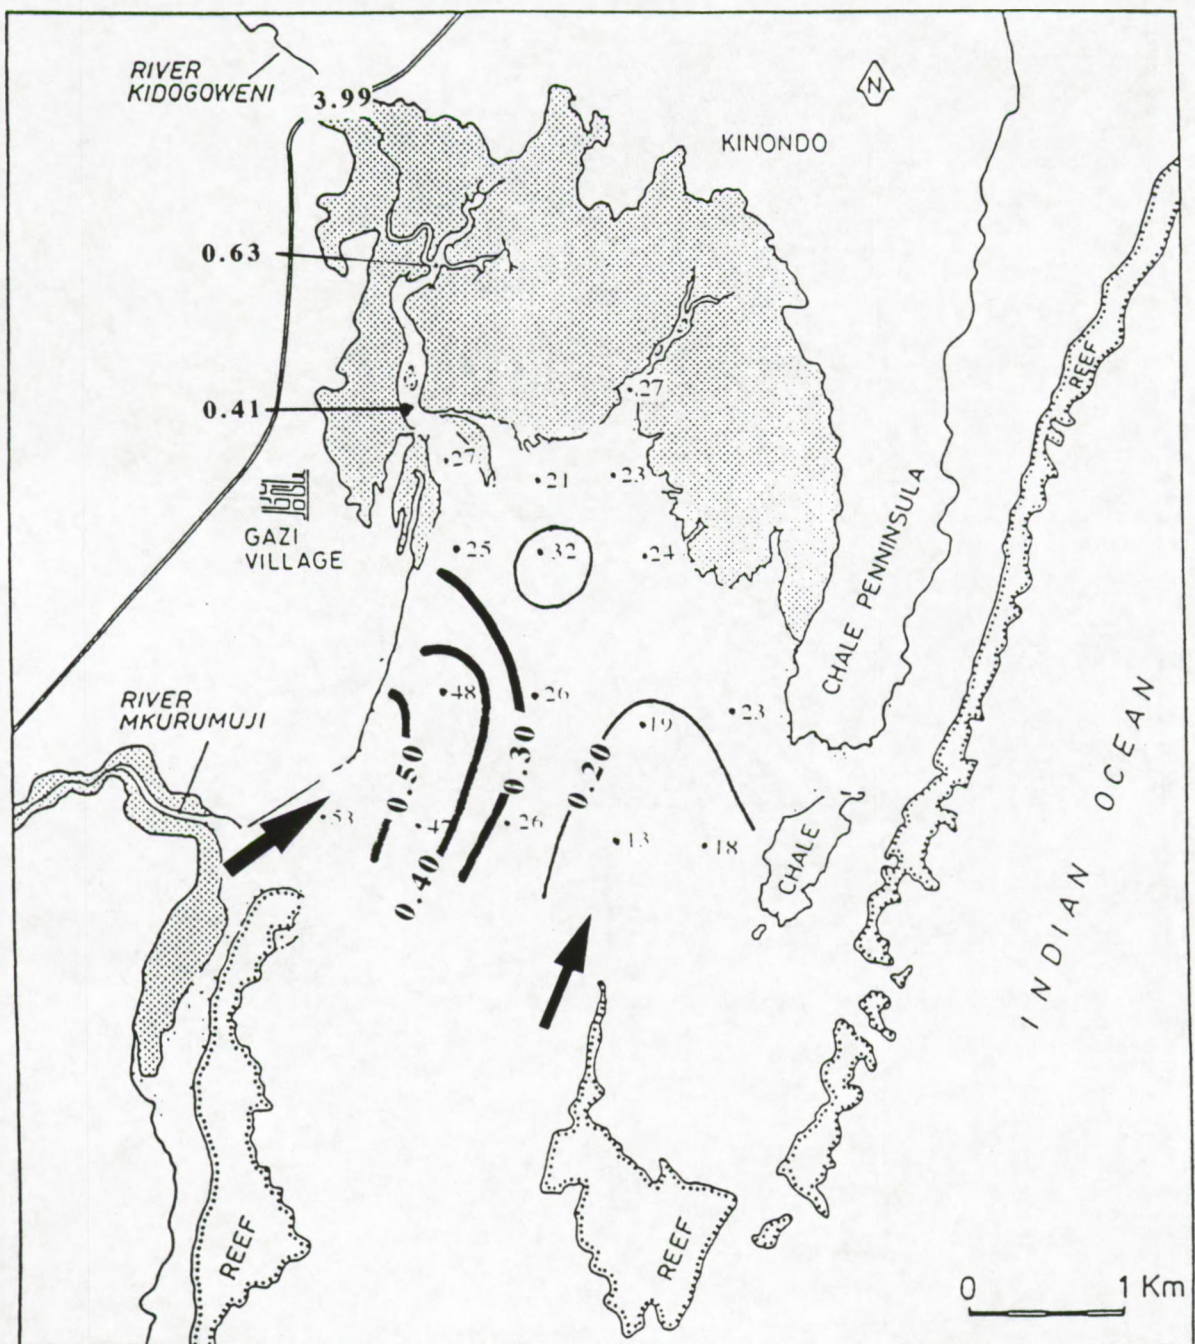 RIVER
KIDOGOWENI
3.99
N
KINONDO
0.63
REEF
.27
0.41
.27
.21
.23
GAZI
VILLAGE
.25
.32
.24
CHALE PENNINSULA
RIVER
MKURUMUJI
.48
.26
.23
.19
0.50
0.30
0.20
.53
.47
.26
.13
.18
CHALE
0.40
INDIAN OCEAN
REEF
REEF
0 1 Km